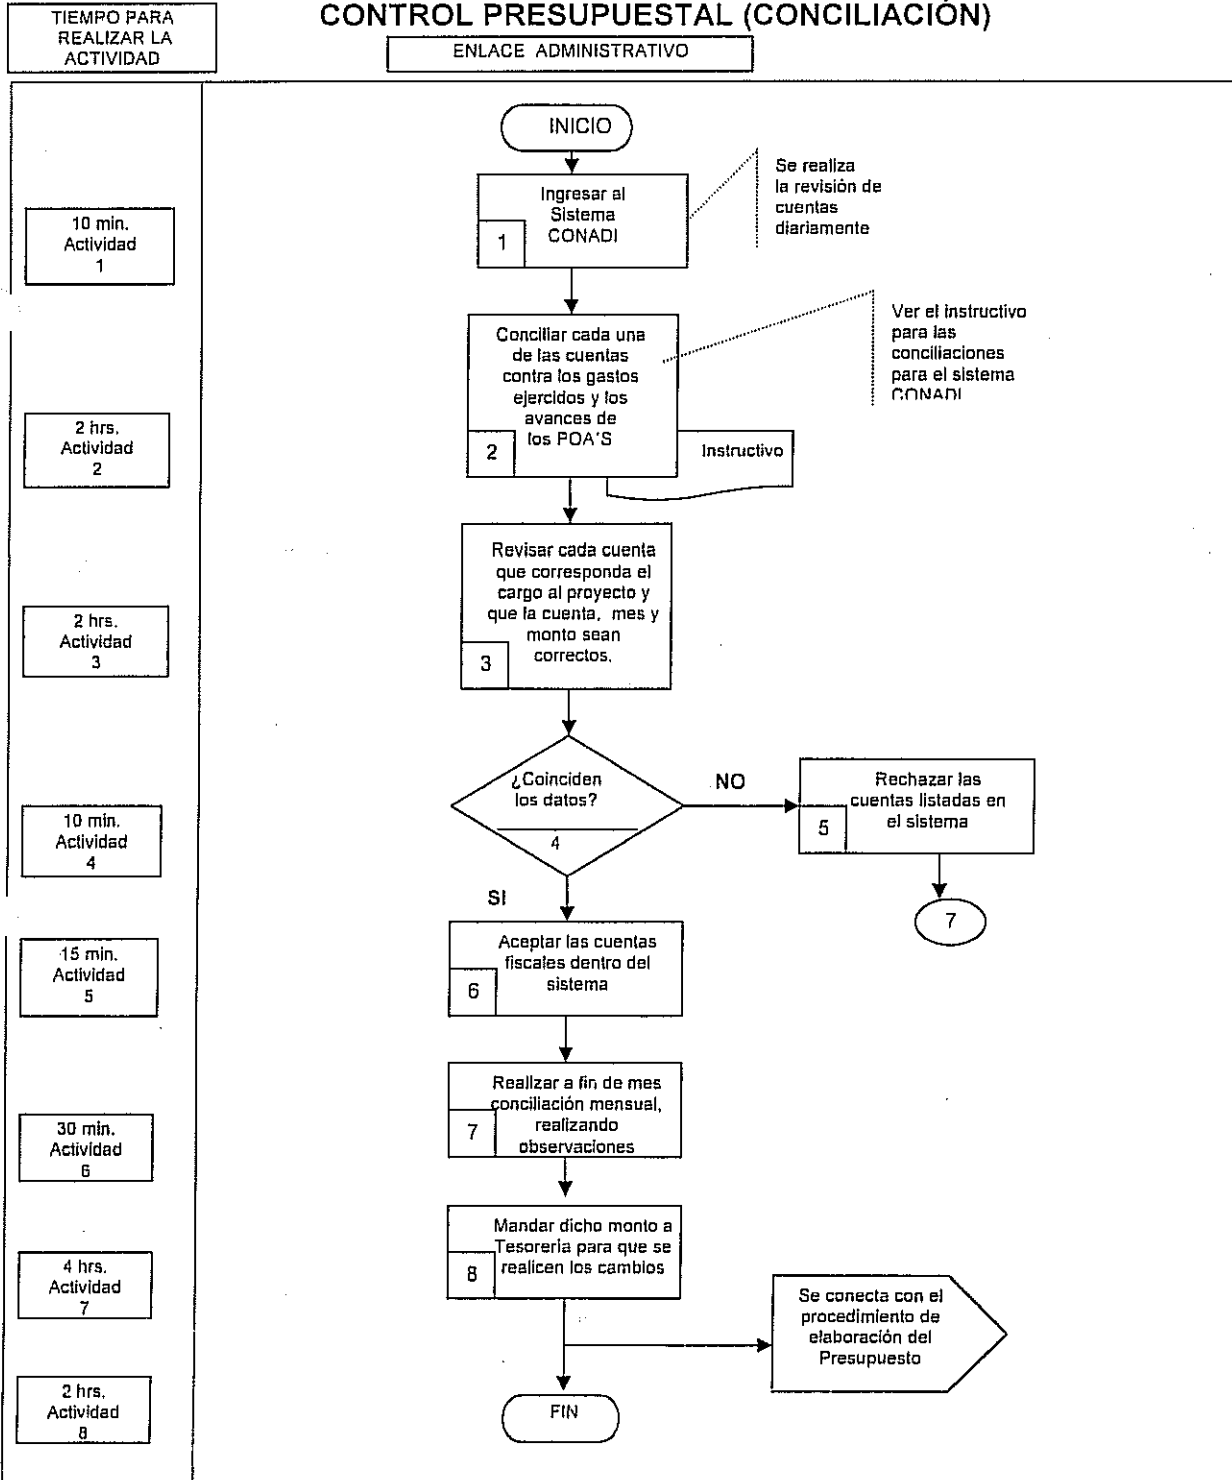 CONTROL PRESUPUESTAL (CONCILIACIÓN)
TIEMPO PARA
REALIZAR LA
ACTIVIDAD
ENLACE ADMINISTRATIVO
INICIO
Ingresar al
Sistema
CONADI
1
Se realiza
la revisión de
cuentas
diariamente
10 min.
Actividad
1
Conciliar cada una
de las cuentas
contra los gastos
ejercidos y los
avances de
los POA'S
2
Instructivo
Ver el instructivo
para las
conciliaciones
para el sistema
CONADI
2 hrs.
Actividad
2
Revisar cada cuenta
que corresponda el
cargo al proyecto y
que la cuenta, mes y
monto sean
correctos.
3
2 hrs.
Actividad
3
¿Coinciden
los datos?
4
NO
Rechazar las
cuentas listadas en
el sistema
5
7
10 min.
Actividad
4
SI
Aceptar las cuentas
fiscales dentro del
sistema
6
15 min.
Actividad
5
Realizar a fin de mes
conciliación mensual,
realizando
observaciones
7
30 min.
Actividad
6
Mandar dicho monto a
Tesoreria para que se
realicen los cambios
8
4 hrs.
Actividad
7
Se conecta con el
procedimiento de
elaboración del
Presupuesto
FIN
2 hrs.
Actividad
8